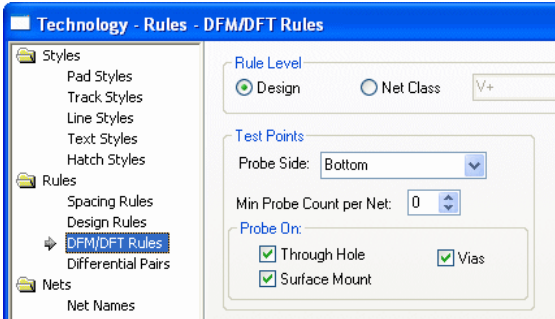 Technology - Rules - DFM/DFT Rules
Styles
Pad Styles
Track Styles
Line Styles
Text Styles
Hatch Styles
Rules
Spacing Rules
Design Rules
DFM/DFT Rules
Differential Pairs
Nets
Net Names
Rule Level
Design Net Class V+
Test Points
Probe Side: Bottom
Min Probe Count per Net: 0
Probe On:
Through Hole Vias
Surface Mount